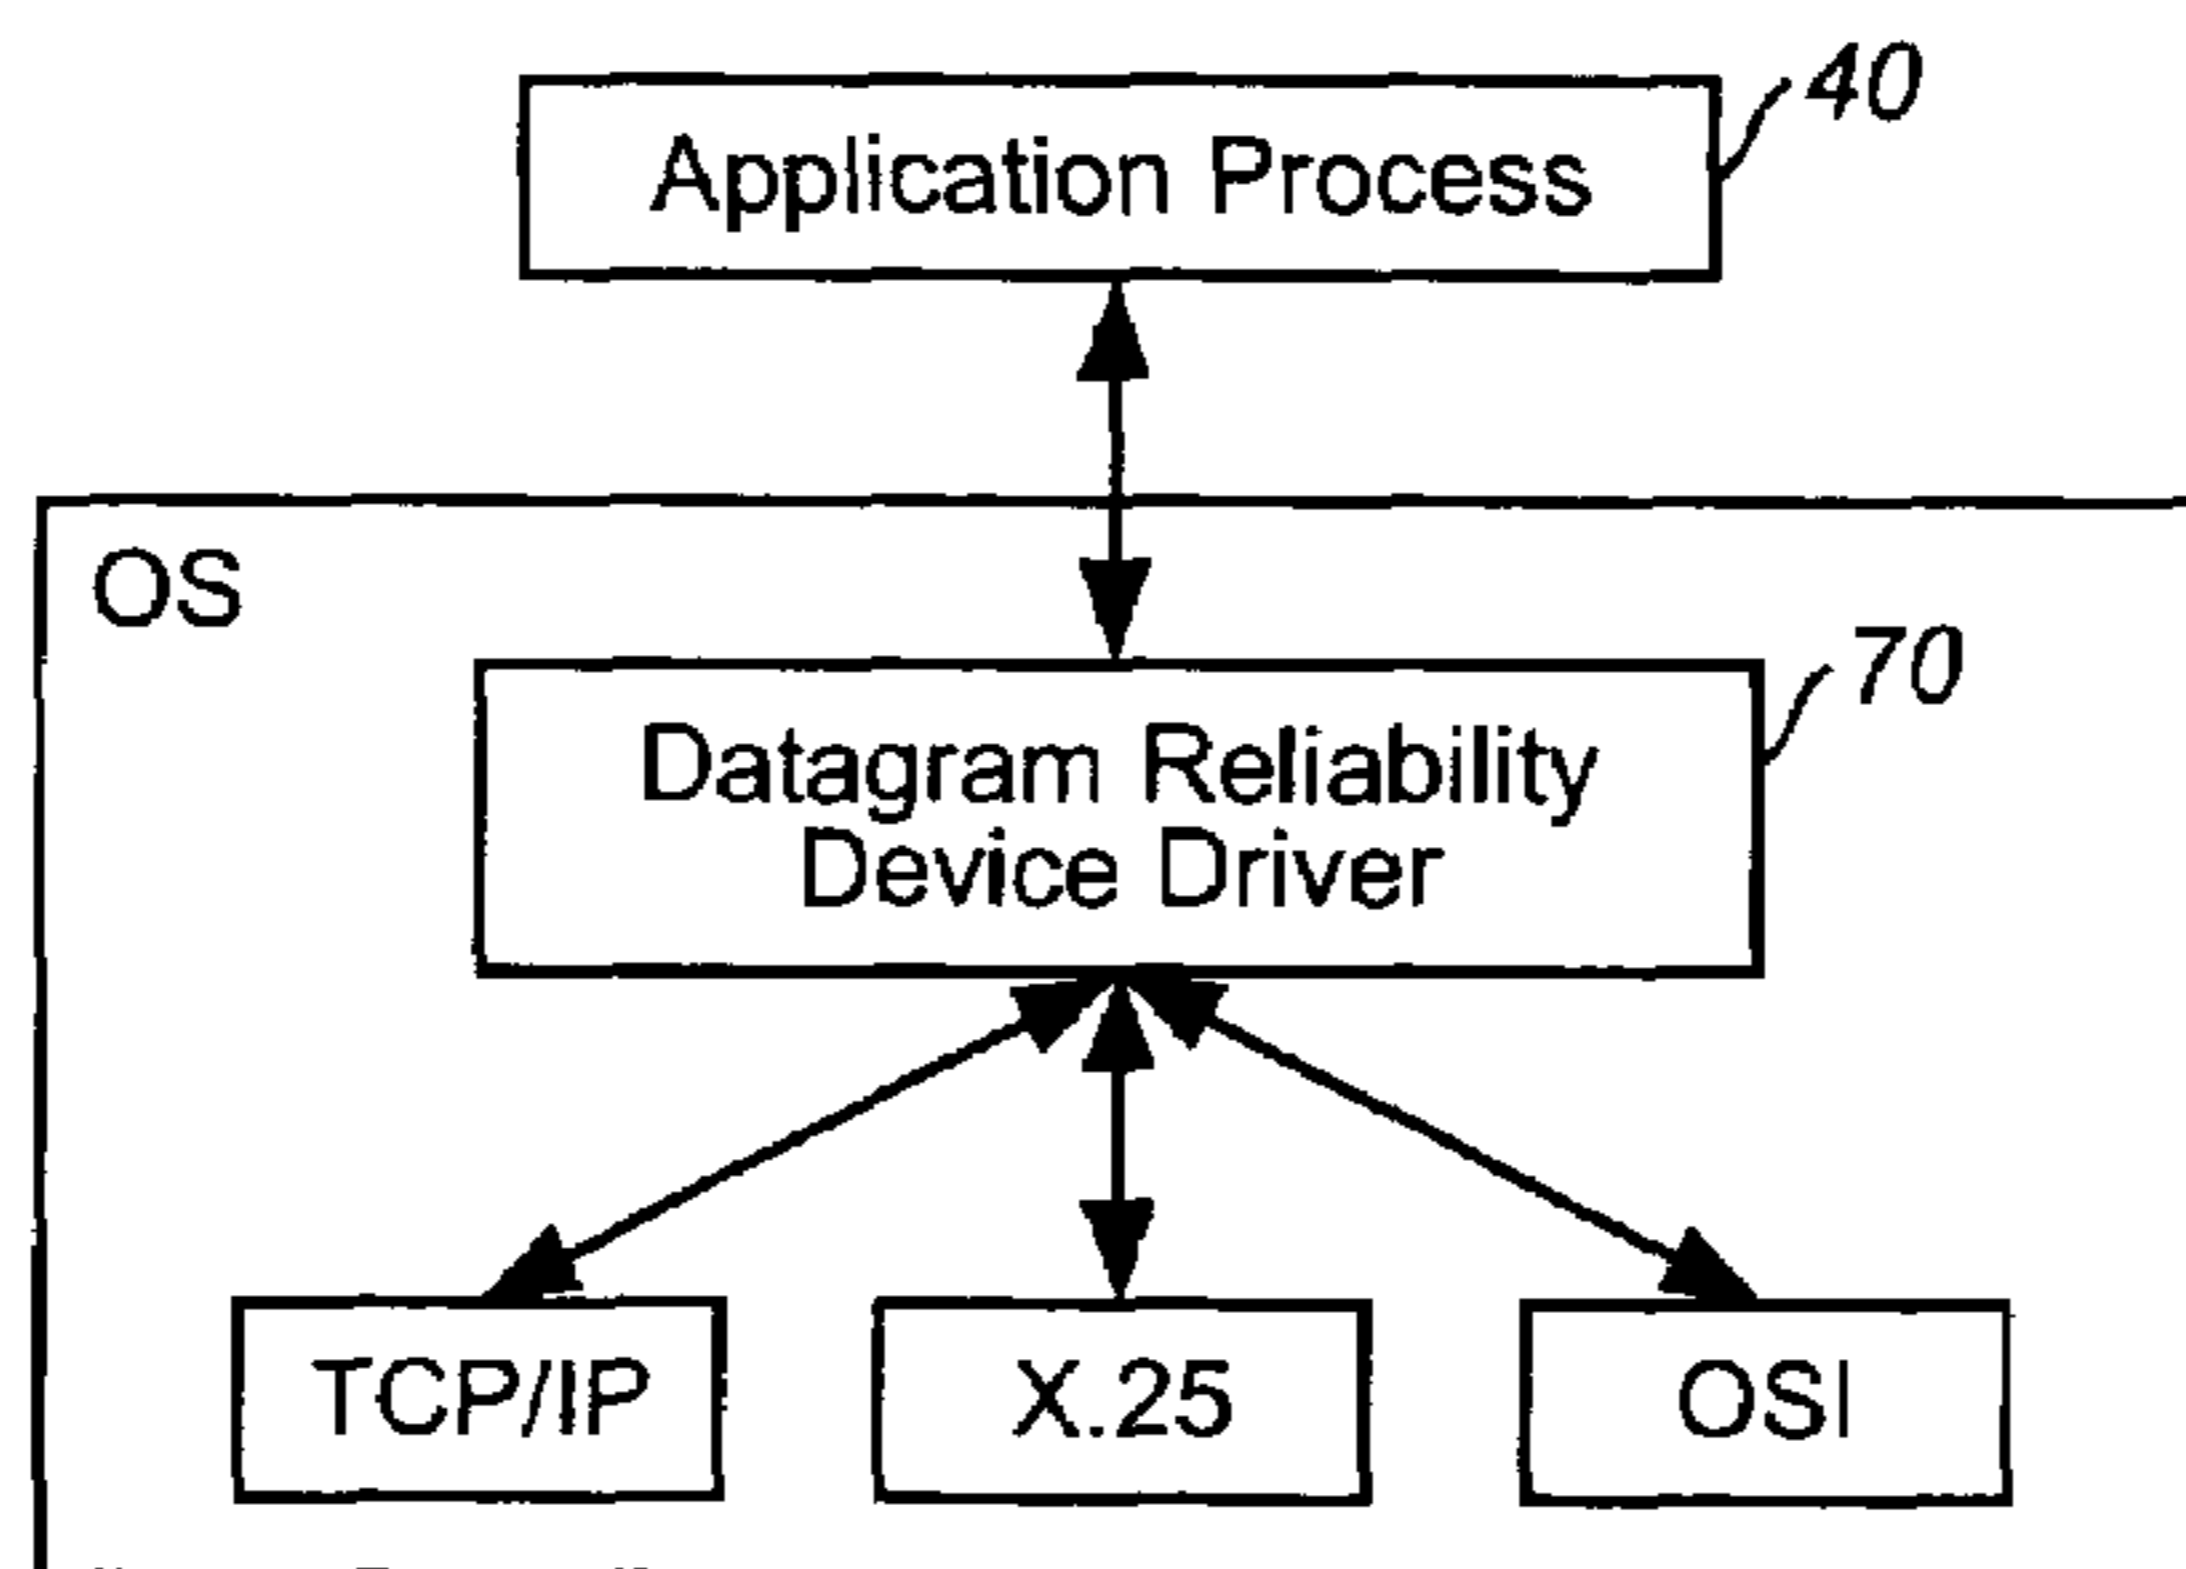 40
Application Process
OS
70
Datagram Reliability
Device Driver
TCP/IP
X.25
OSI